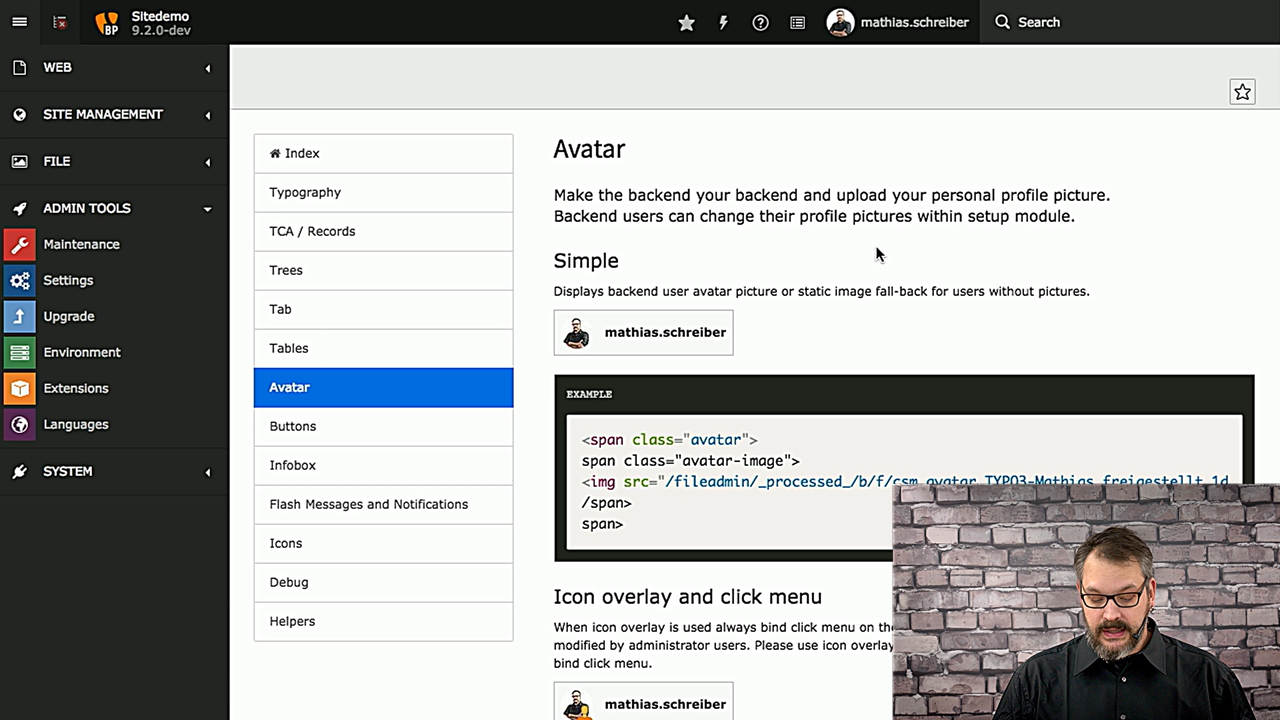 Sitedemo
9.2.0-dev
BP
mathias.schreiber
Search
WEB
SITE MANAGEMENT
FILE
ADMIN TOOLS
Maintenance
Settings
Upgrade
Environment
Extensions
Languages
SYSTEM
Index
Typography
TCA / Records
Trees
Tab
Tables
Avatar
Buttons
Infobox
Flash Messages and Notifications
Icons
Debug
Helpers
Avatar
Make the backend your backend and upload your personal profile picture.
Backend users can change their profile pictures within setup module.
Simple
Displays backend user avatar picture or static image fall-back for users without pictures.
mathias.schreiber
EXAMPLE
<span class="avatar">
span class="avatar-image">
<img src="/fileadmin/_processed_/b/f/csm_avatar_TYPO3-Mathias_freigestellt_1d
/span>
span>
Icon overlay and click menu
When icon overlay is used always bind click menu on the
modified by administrator users. Please use icon overlay
bind click menu.
mathias.schreiber